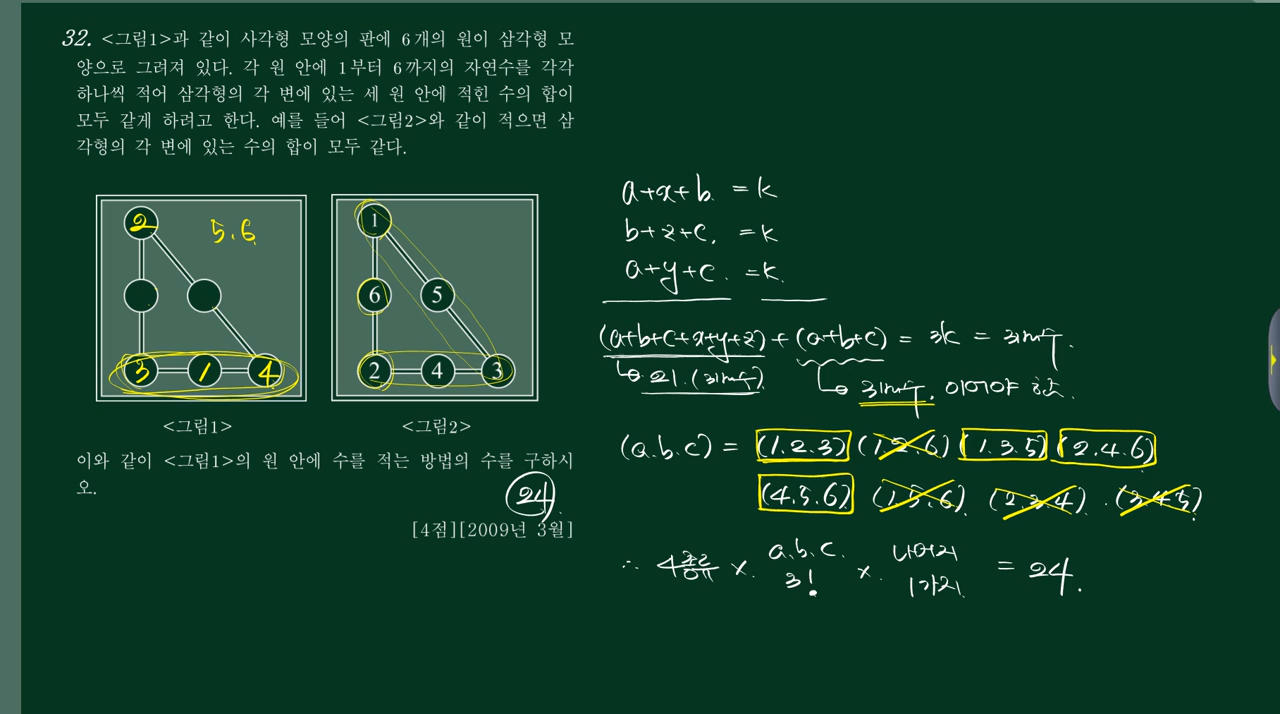 32. <그림1>과 같이 사각형 모양의 판에 6개의 원이 삼각형 모
양으로 그려져 있다. 각 원 안에 1부터 6까지의 자연수를 각각
하나씩 적어 삼각형의 각 변에 있는 세 원 안에 적힌 수의 합이
모두 같게 하려고 한다. 예를 들어 <그림2>와 같이 적으면 삼
각형의 각 변에 있는 수의 합이 모두 같다.
2 5.6
3 1 4
1
6 5
2 4 3
<그림1> <그림2>
이와 같이 <그림1>의 원 안에 수를 적는 방법의 수를 구하시
오.
24
[4점][2009년 3월]
a+x+b = k
b+z+c = k
a+y+c = k
(a+b+c+x+y+z)+(a+b+c) = 3k = 3배수.
21.(3배수) 3배수. 이어야 함.
(a.b.c) = (1.2.3) (1.2.6) (1.3.5) (2.4.6)
(4.5.6) (1.5.6) (2.3.4) (3.4.5)
∴ 4종류 × a.b.c. 3! × 나머지 1가지 = 24.